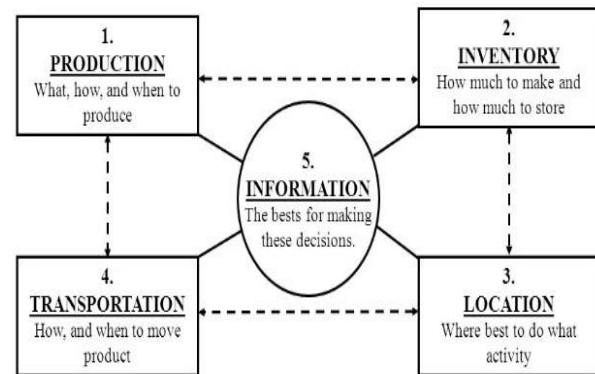 1.
PRODUCTION
What, how, and when to
produce
2.
INVENTORY
How much to make and
how much to store
5.
INFORMATION
The bests for making
these decisions.
4.
TRANSPORTATION
How, and when to move
product
3.
LOCATION
Where best to do what
activity